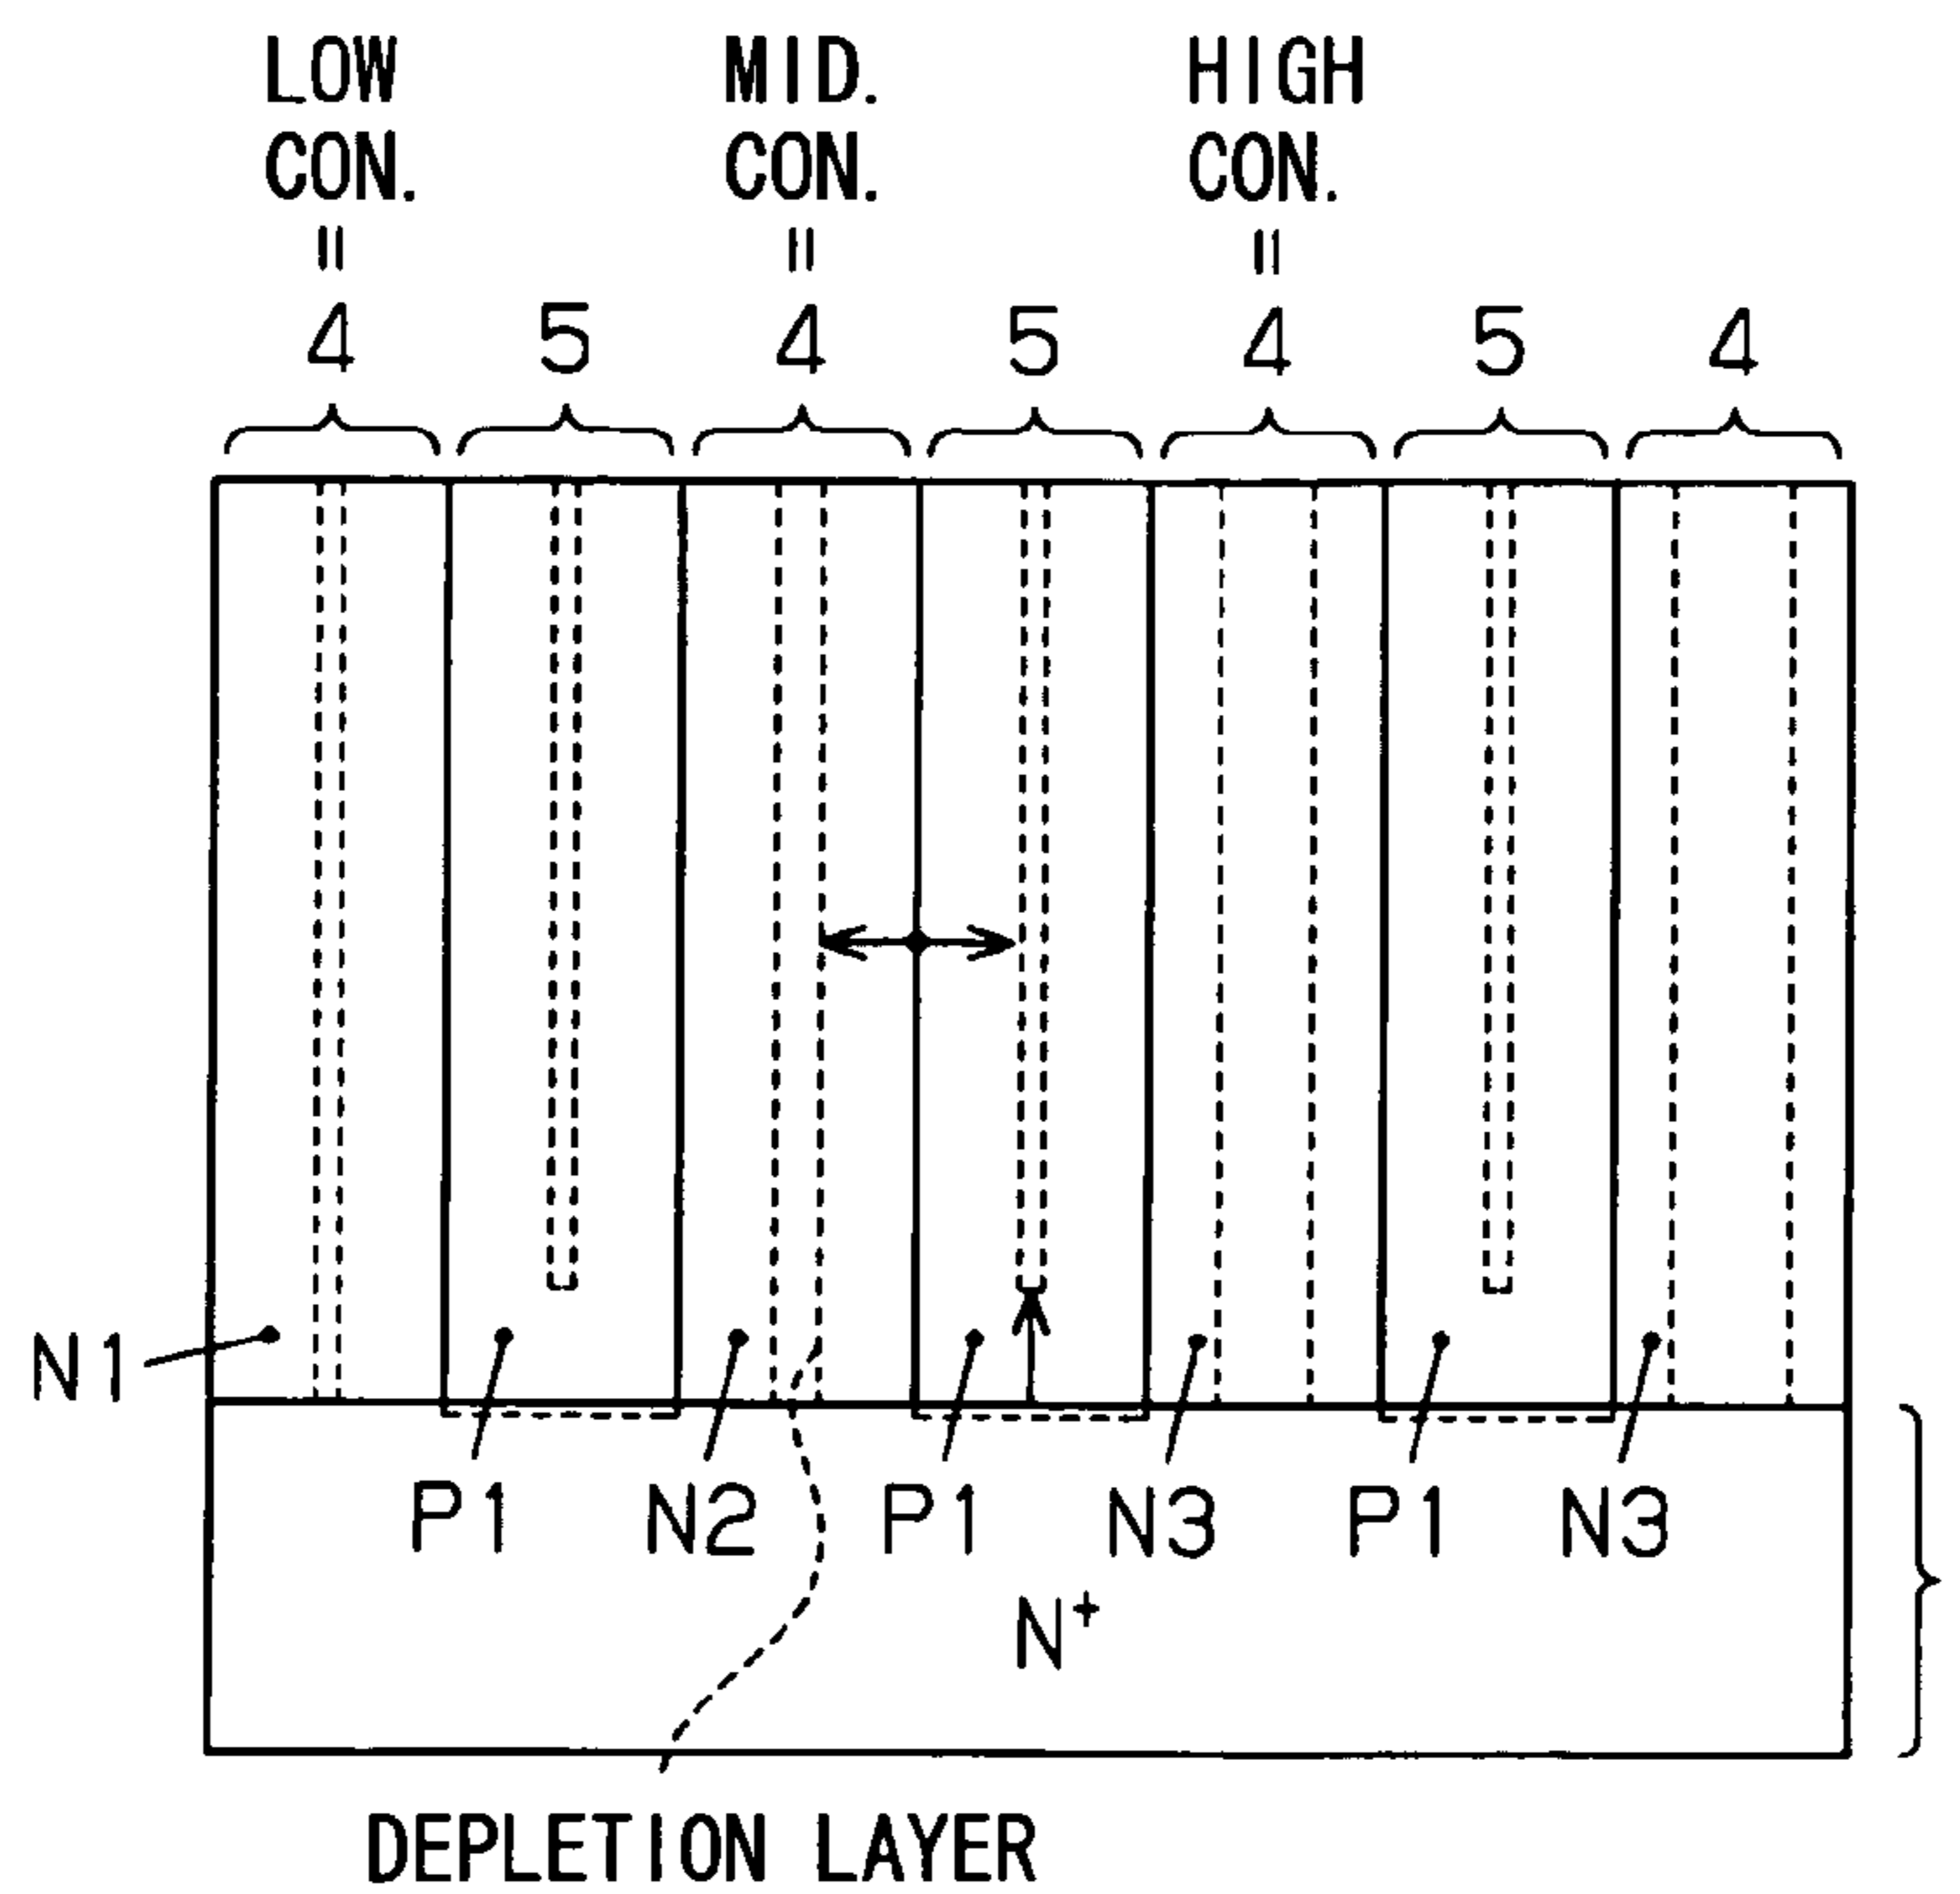 LOW MID. HIGH
CON. CON. CON.
= = =
4 5 4 5 4 5 4
N1
P1 N2 P1 N3 P1 N3
N+
DEPLETION LAYER